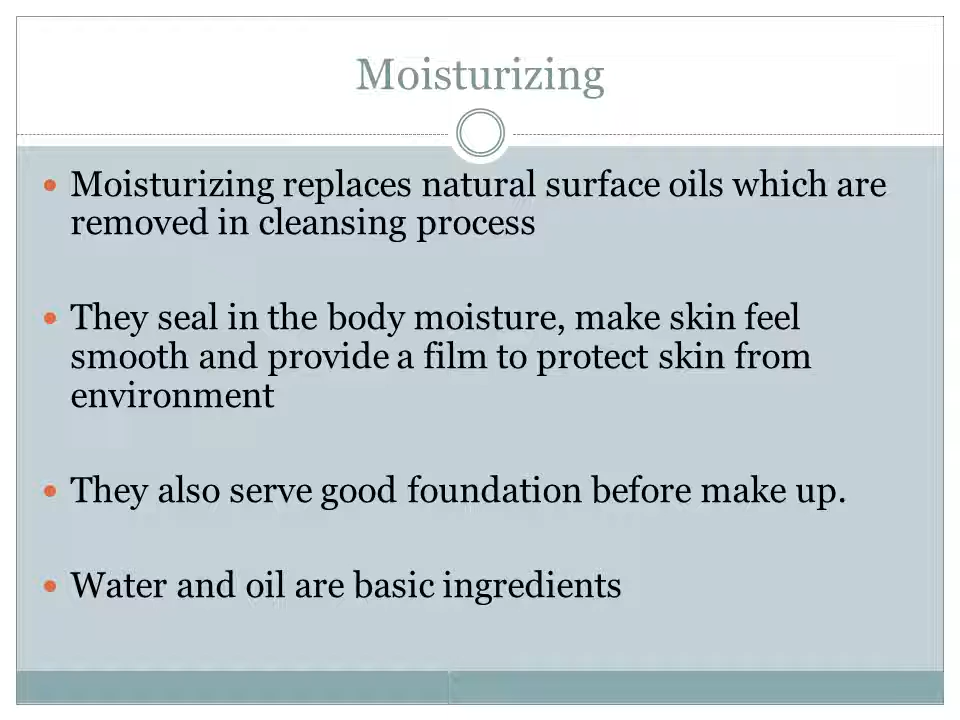 Moisturizing
• Moisturizing replaces natural surface oils which are
removed in cleansing process
• They seal in the body moisture, make skin feel
smooth and provide a film to protect skin from
environment
• They also serve good foundation before make up.
• Water and oil are basic ingredients